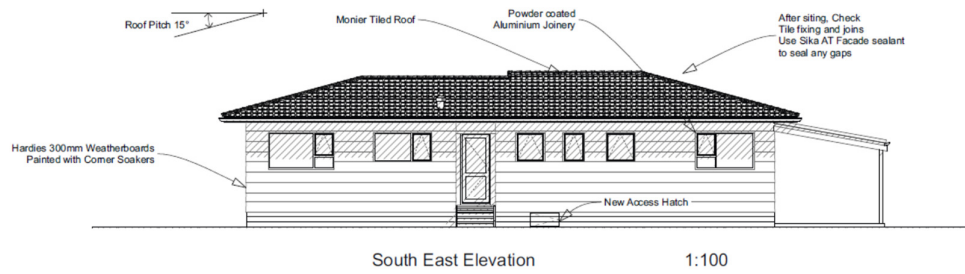 Roof Pitch 15°
Monier Tiled Roof
Powder coated
Aluminium Joinery
After siting, Check
Tile fixing and joins
Use Sika AT Facade sealant
to seal any gaps
Hardies 300mm Weatherboards
Painted with Corner Soakers
New Access Hatch
South East Elevation
1:100